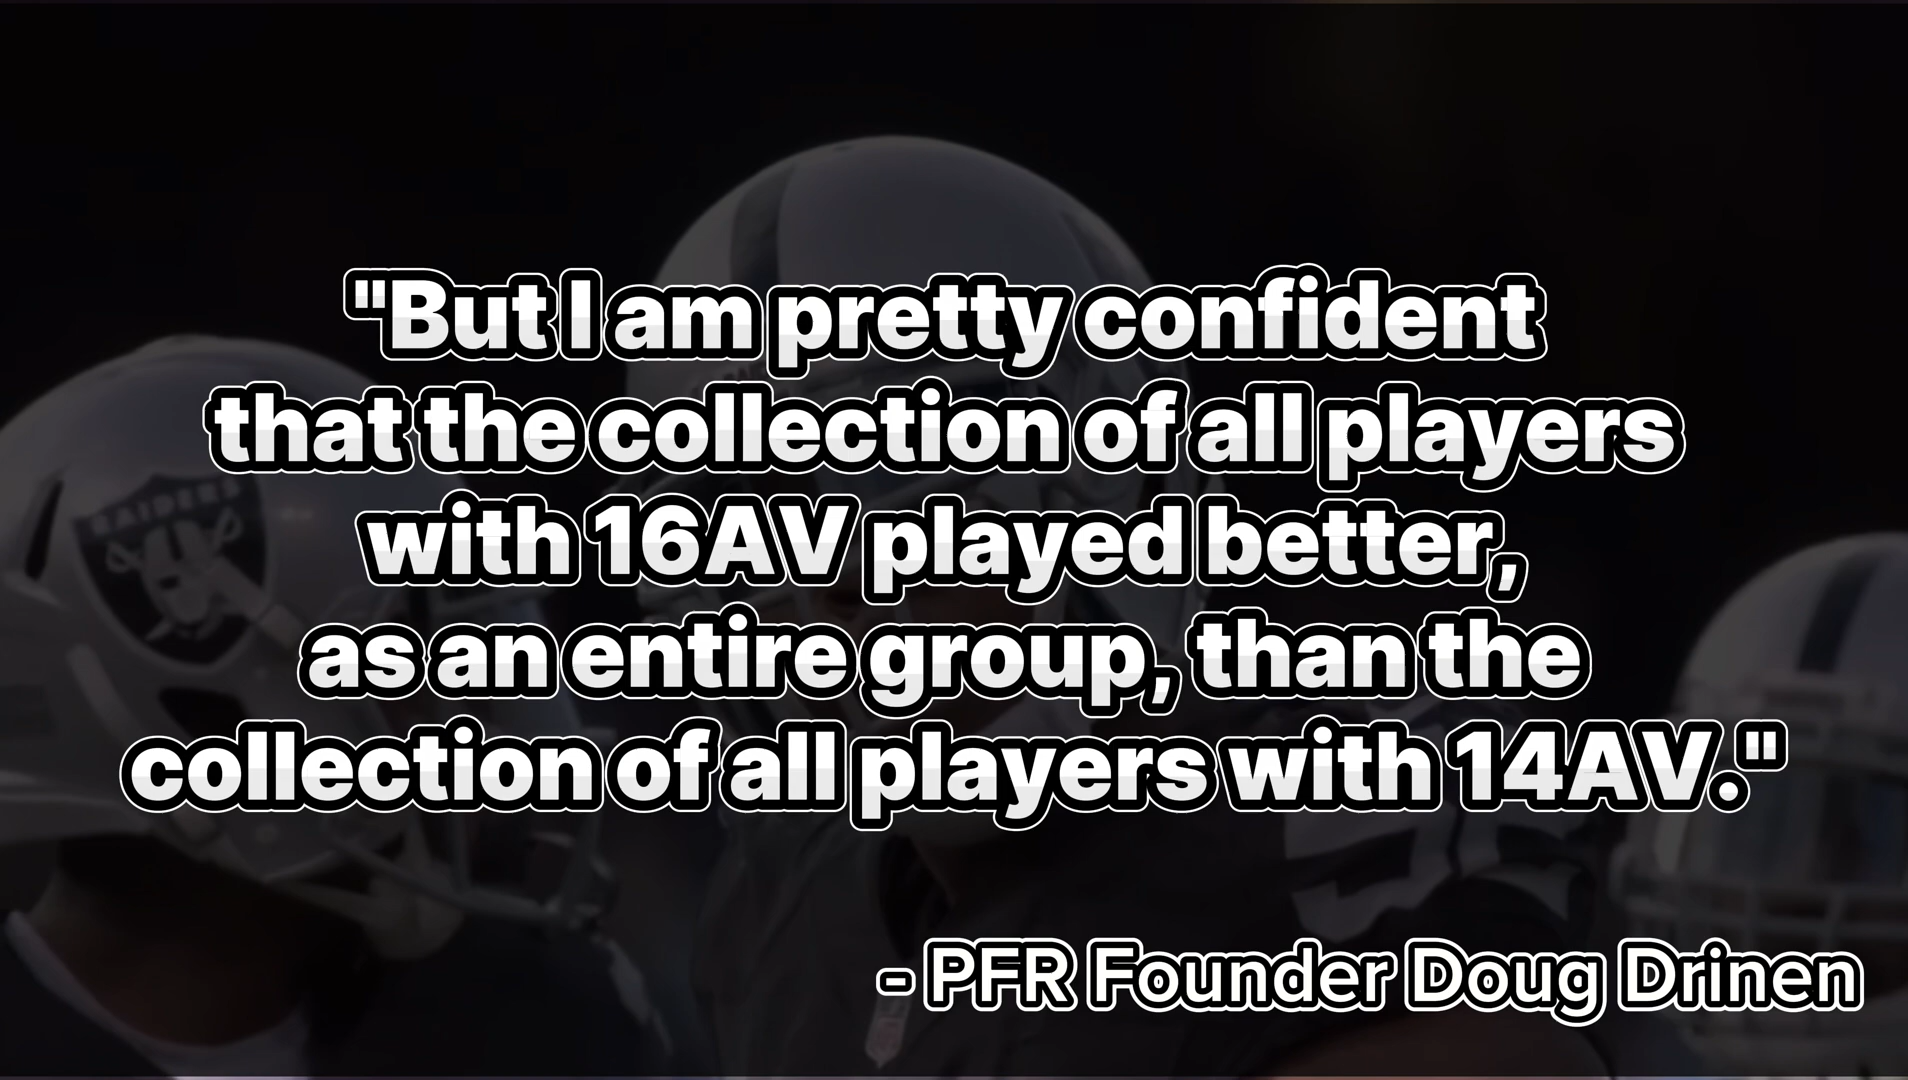 "But I am pretty confident
that the collection of all players
with 16AV played better,
as an entire group, than the
collection of all players with 14AV."
- PFR Founder Doug Drinen
RAIDERS